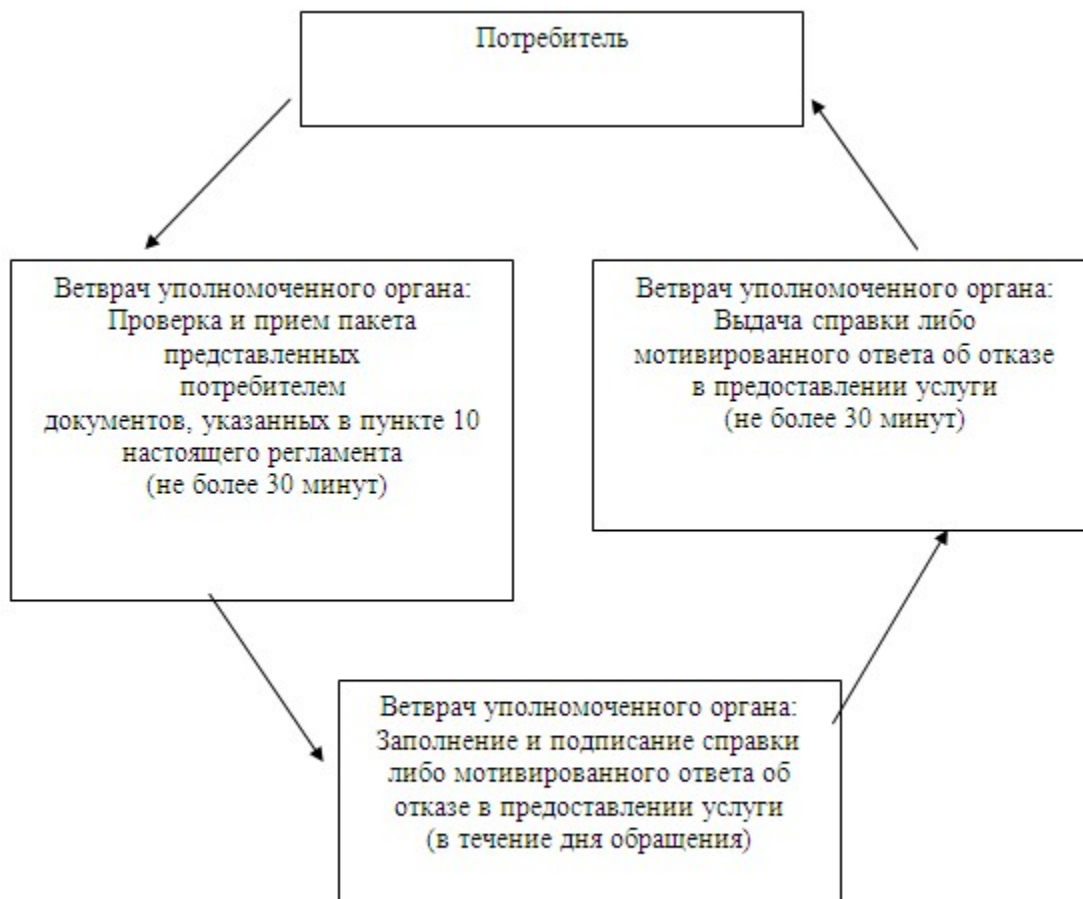 Потребитель
Ветврач уполномоченного органа:
Проверка и прием пакета
представленных
потребителем
документов, указанных в пункте 10
настоящего регламента
(не более 30 минут)
Ветврач уполномоченного органа:
Выдача справки либо
мотивированного ответа об отказе
в предоставлении услуги
(не более 30 минут)
Ветврач уполномоченного органа:
Заполнение и подписание справки
либо мотивированного ответа об
отказе в предоставлении услуги
(в течение дня обращения)